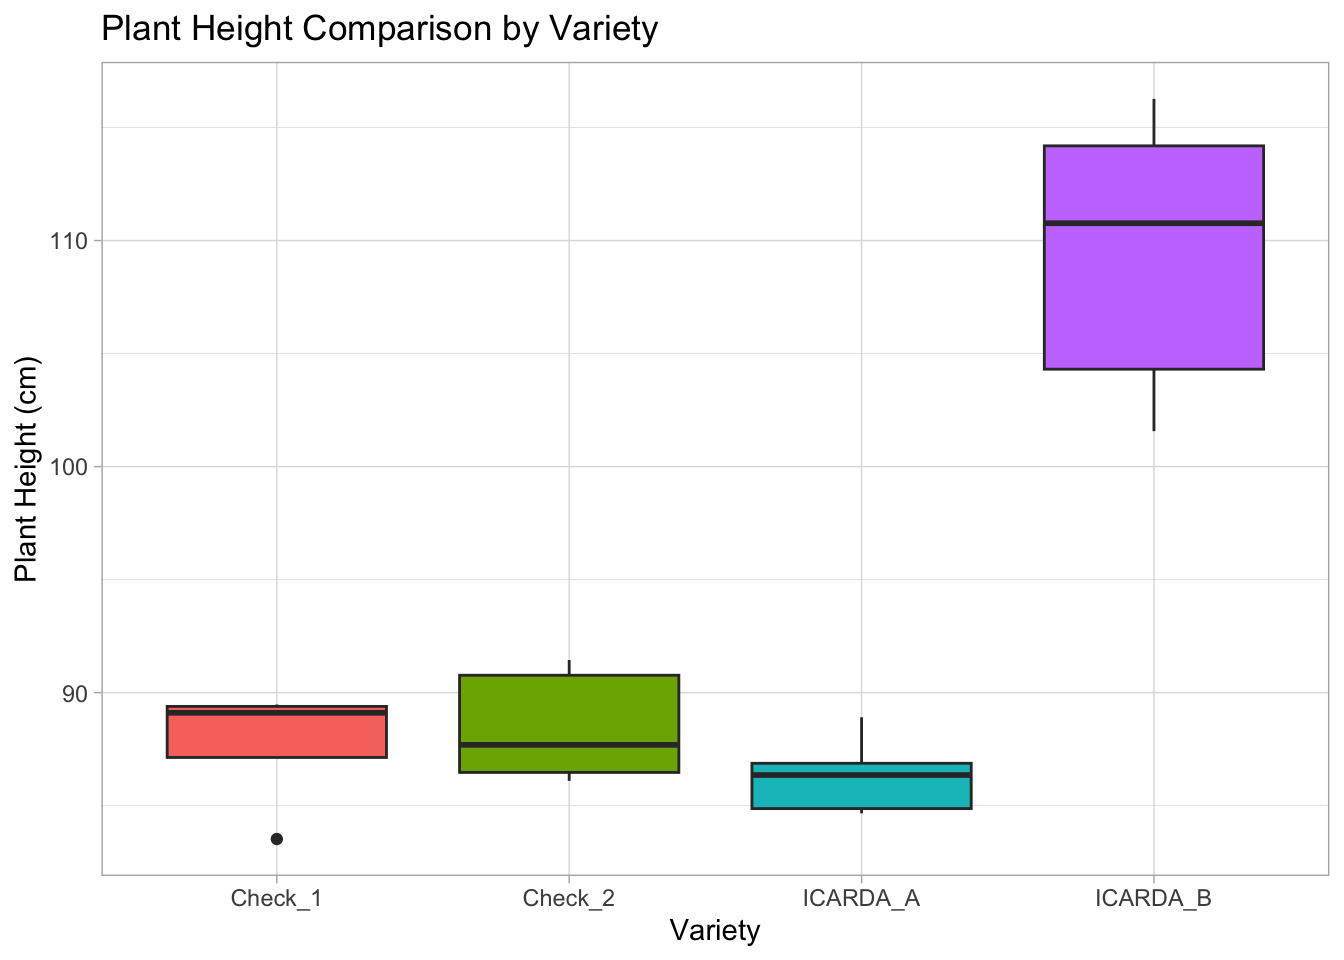 Plant Height Comparison by Variety
Plant Height (cm)
110
100
90
Check_1
Check_2
ICARDA_A
ICARDA_B
Variety